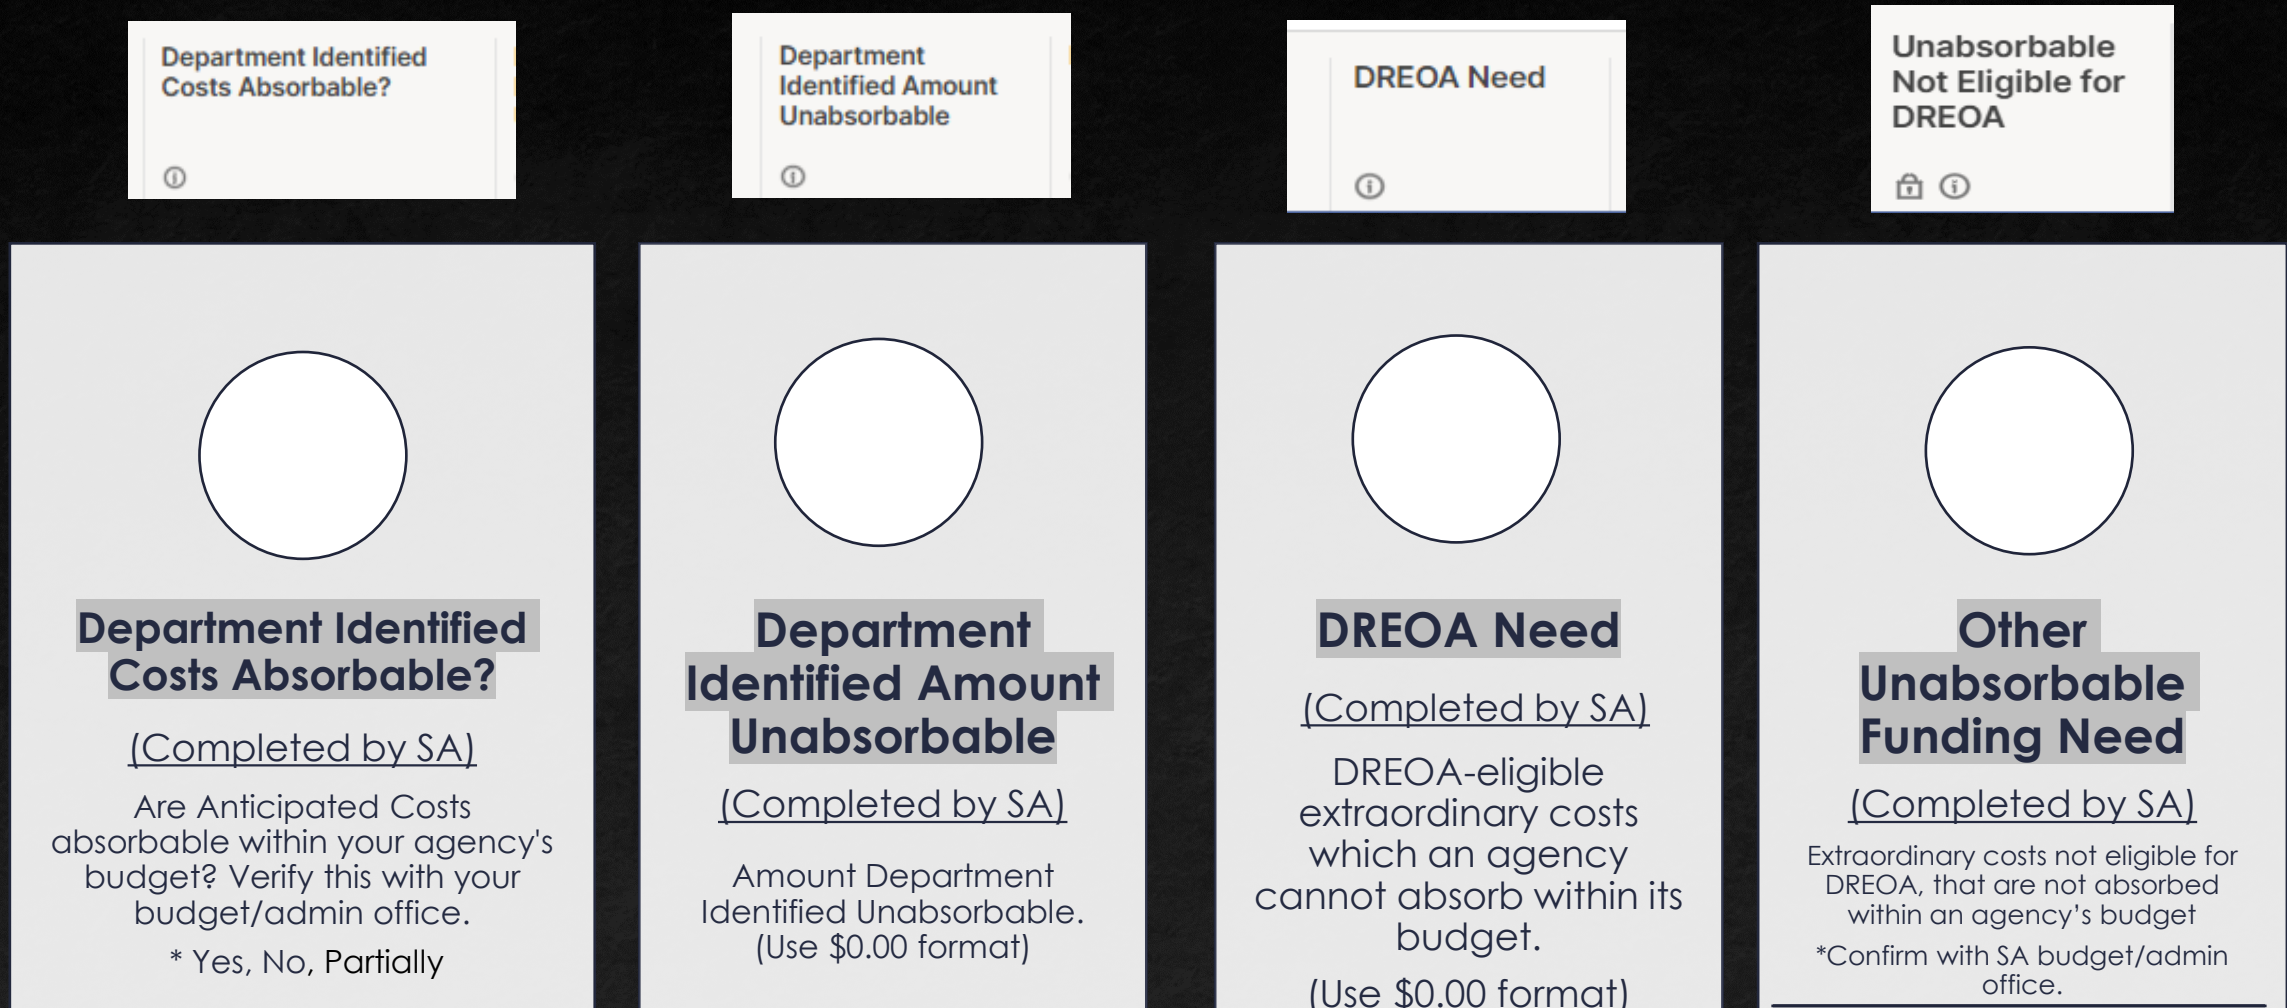 Department Identified
Costs Absorbable?
Department
Identified Amount
Unabsorbable
DREOA Need
Unabsorbable
Not Eligible for
DREOA
Department Identified
Costs Absorbable?
(Completed by SA)
Are Anticipated Costs
absorbable within your agency's
budget? Verify this with your
budget/admin office.
* Yes, No, Partially
Department
Identified Amount
Unabsorbable
(Completed by SA)
Amount Department
Identified Unabsorbable.
(Use $0.00 format)
DREOA Need
(Completed by SA)
DREOA-eligible
extraordinary costs
which an agency
cannot absorb within its
budget.
(Use $0.00 format)
Other
Unabsorbable
Funding Need
(Completed by SA)
Extraordinary costs not eligible for
DREOA, that are not absorbed
within an agency’s budget
*Confirm with SA budget/admin
office.